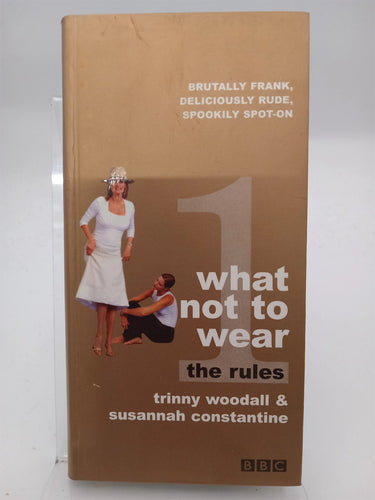 BRUTALLY FRANK,
DELICIOUSLY RUDE,
SPOOKILY SPOT-ON
1
what
not to
wear
the rules
trinny woodall &
susannah constantine
BBC